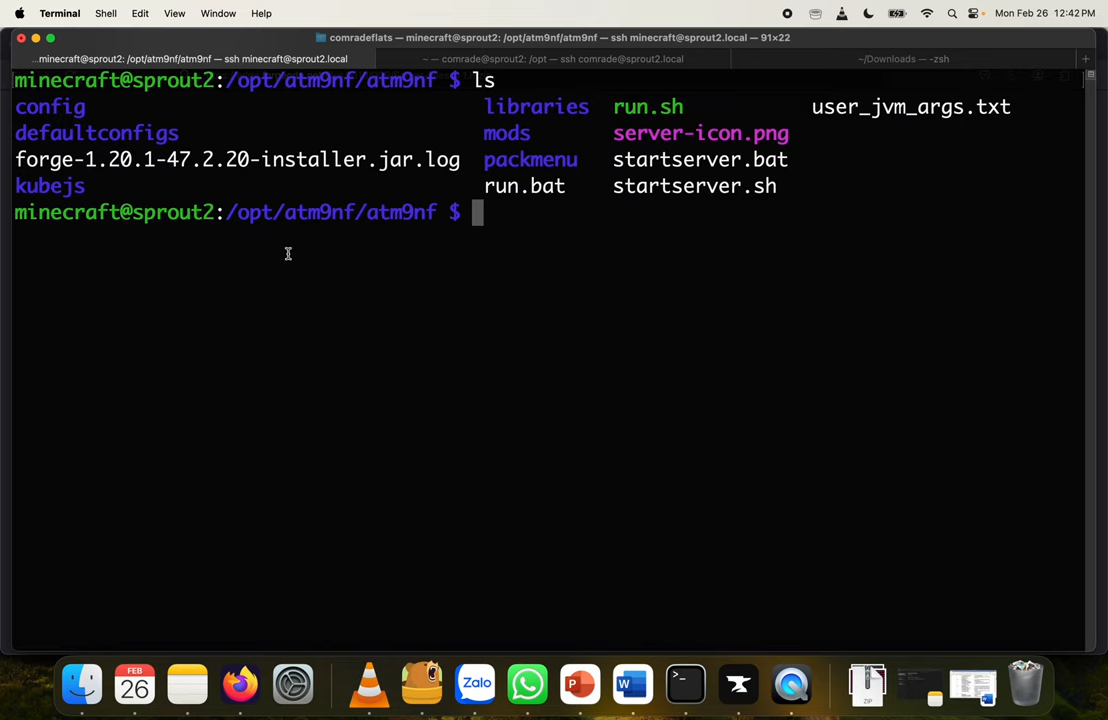 Terminal Shell Edit View Window Help Mon Feb 26 12:42 PM
comradeflats — minecraft@sprout2: /opt/atm9nf/atm9nf — ssh minecraft@sprout2.local — 91×22
...minecraft@sprout2: /opt/atm9nf/atm9nf — ssh minecraft@sprout2.local ~ — comrade@sprout2: /opt — ssh comrade@sprout2.local ~/Downloads — -zsh +
minecraft@sprout2:/opt/atm9nf/atm9nf $ ls
config libraries run.sh user_jvm_args.txt
defaultconfigs mods server-icon.png
forge-1.20.1-47.2.20-installer.jar.log packmenu startserver.bat
kubejs run.bat startserver.sh
minecraft@sprout2:/opt/atm9nf/atm9nf $
FEB
26
Zalo
P
W
>_
ZIP